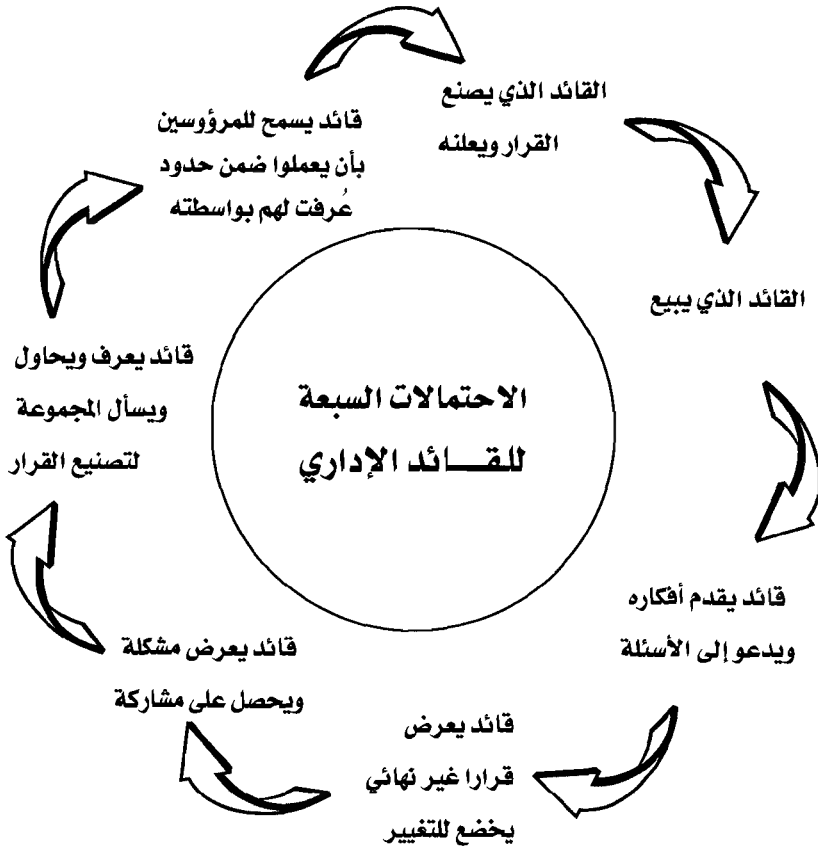 الاحتمالات السبعة
للقـــائد الإداري
القائد الذي يصنع
القرار ويعلنه
القائد الذي يبيع
قائد يقدم أفكاره
ويدعو إلى الأسئلة
قائد يعرض
قرارا غير نهائي
يخضع للتغيير
قائد يعرض مشكلة
ويحصل على مشاركة
قائد يعرف ويحاول
ويسأل المجموعة
لتصنيع القرار
قائد يسمح للمرؤوسين
بأن يعملوا ضمن حدود
عُرفت لهم بواسطته